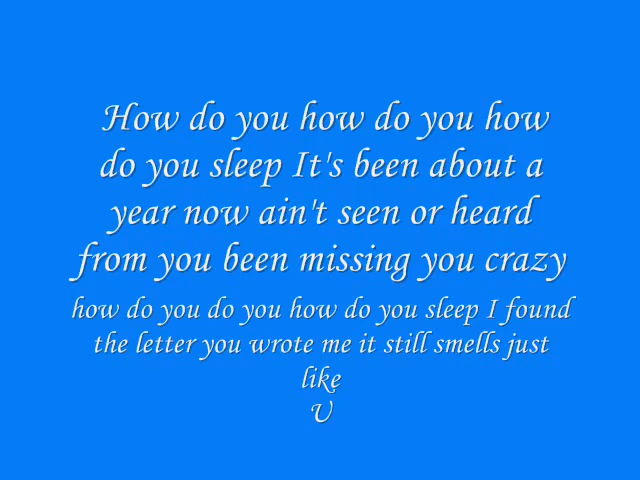 How do you how do you how
do you sleep It's been about a
year now ain't seen or heard
from you been missing you crazy
how do you do you how do you sleep I found
the letter you wrote me it still smells just
like
U